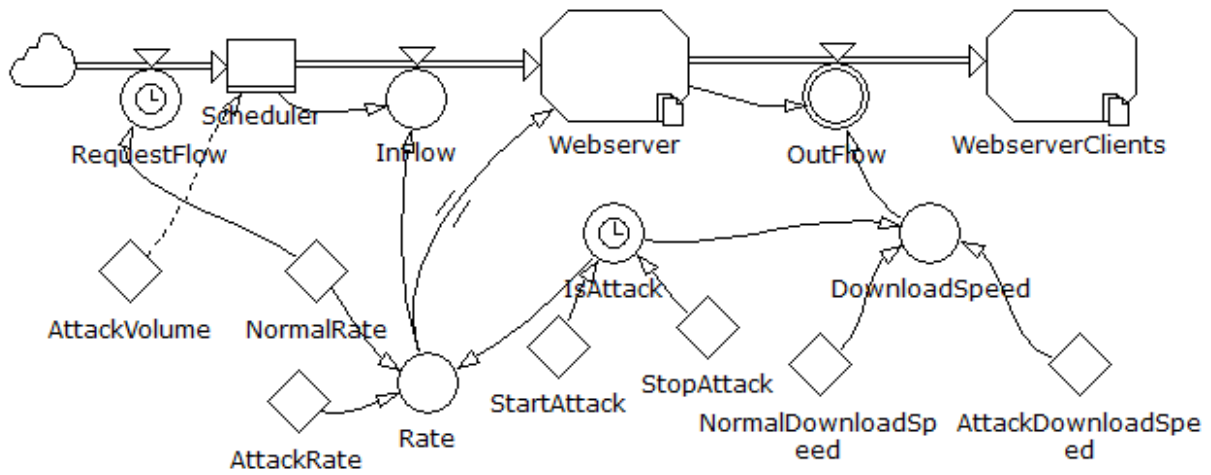 Scheduler
RequestFlow
Inflow
Webserver
OutFlow
WebserverClients
AttackVolume
NormalRate
IsAttack
DownloadSpeed
StartAttack
StopAttack
NormalDownloadSp
eed
AttackDownloadSpe
ed
AttackRate
Rate